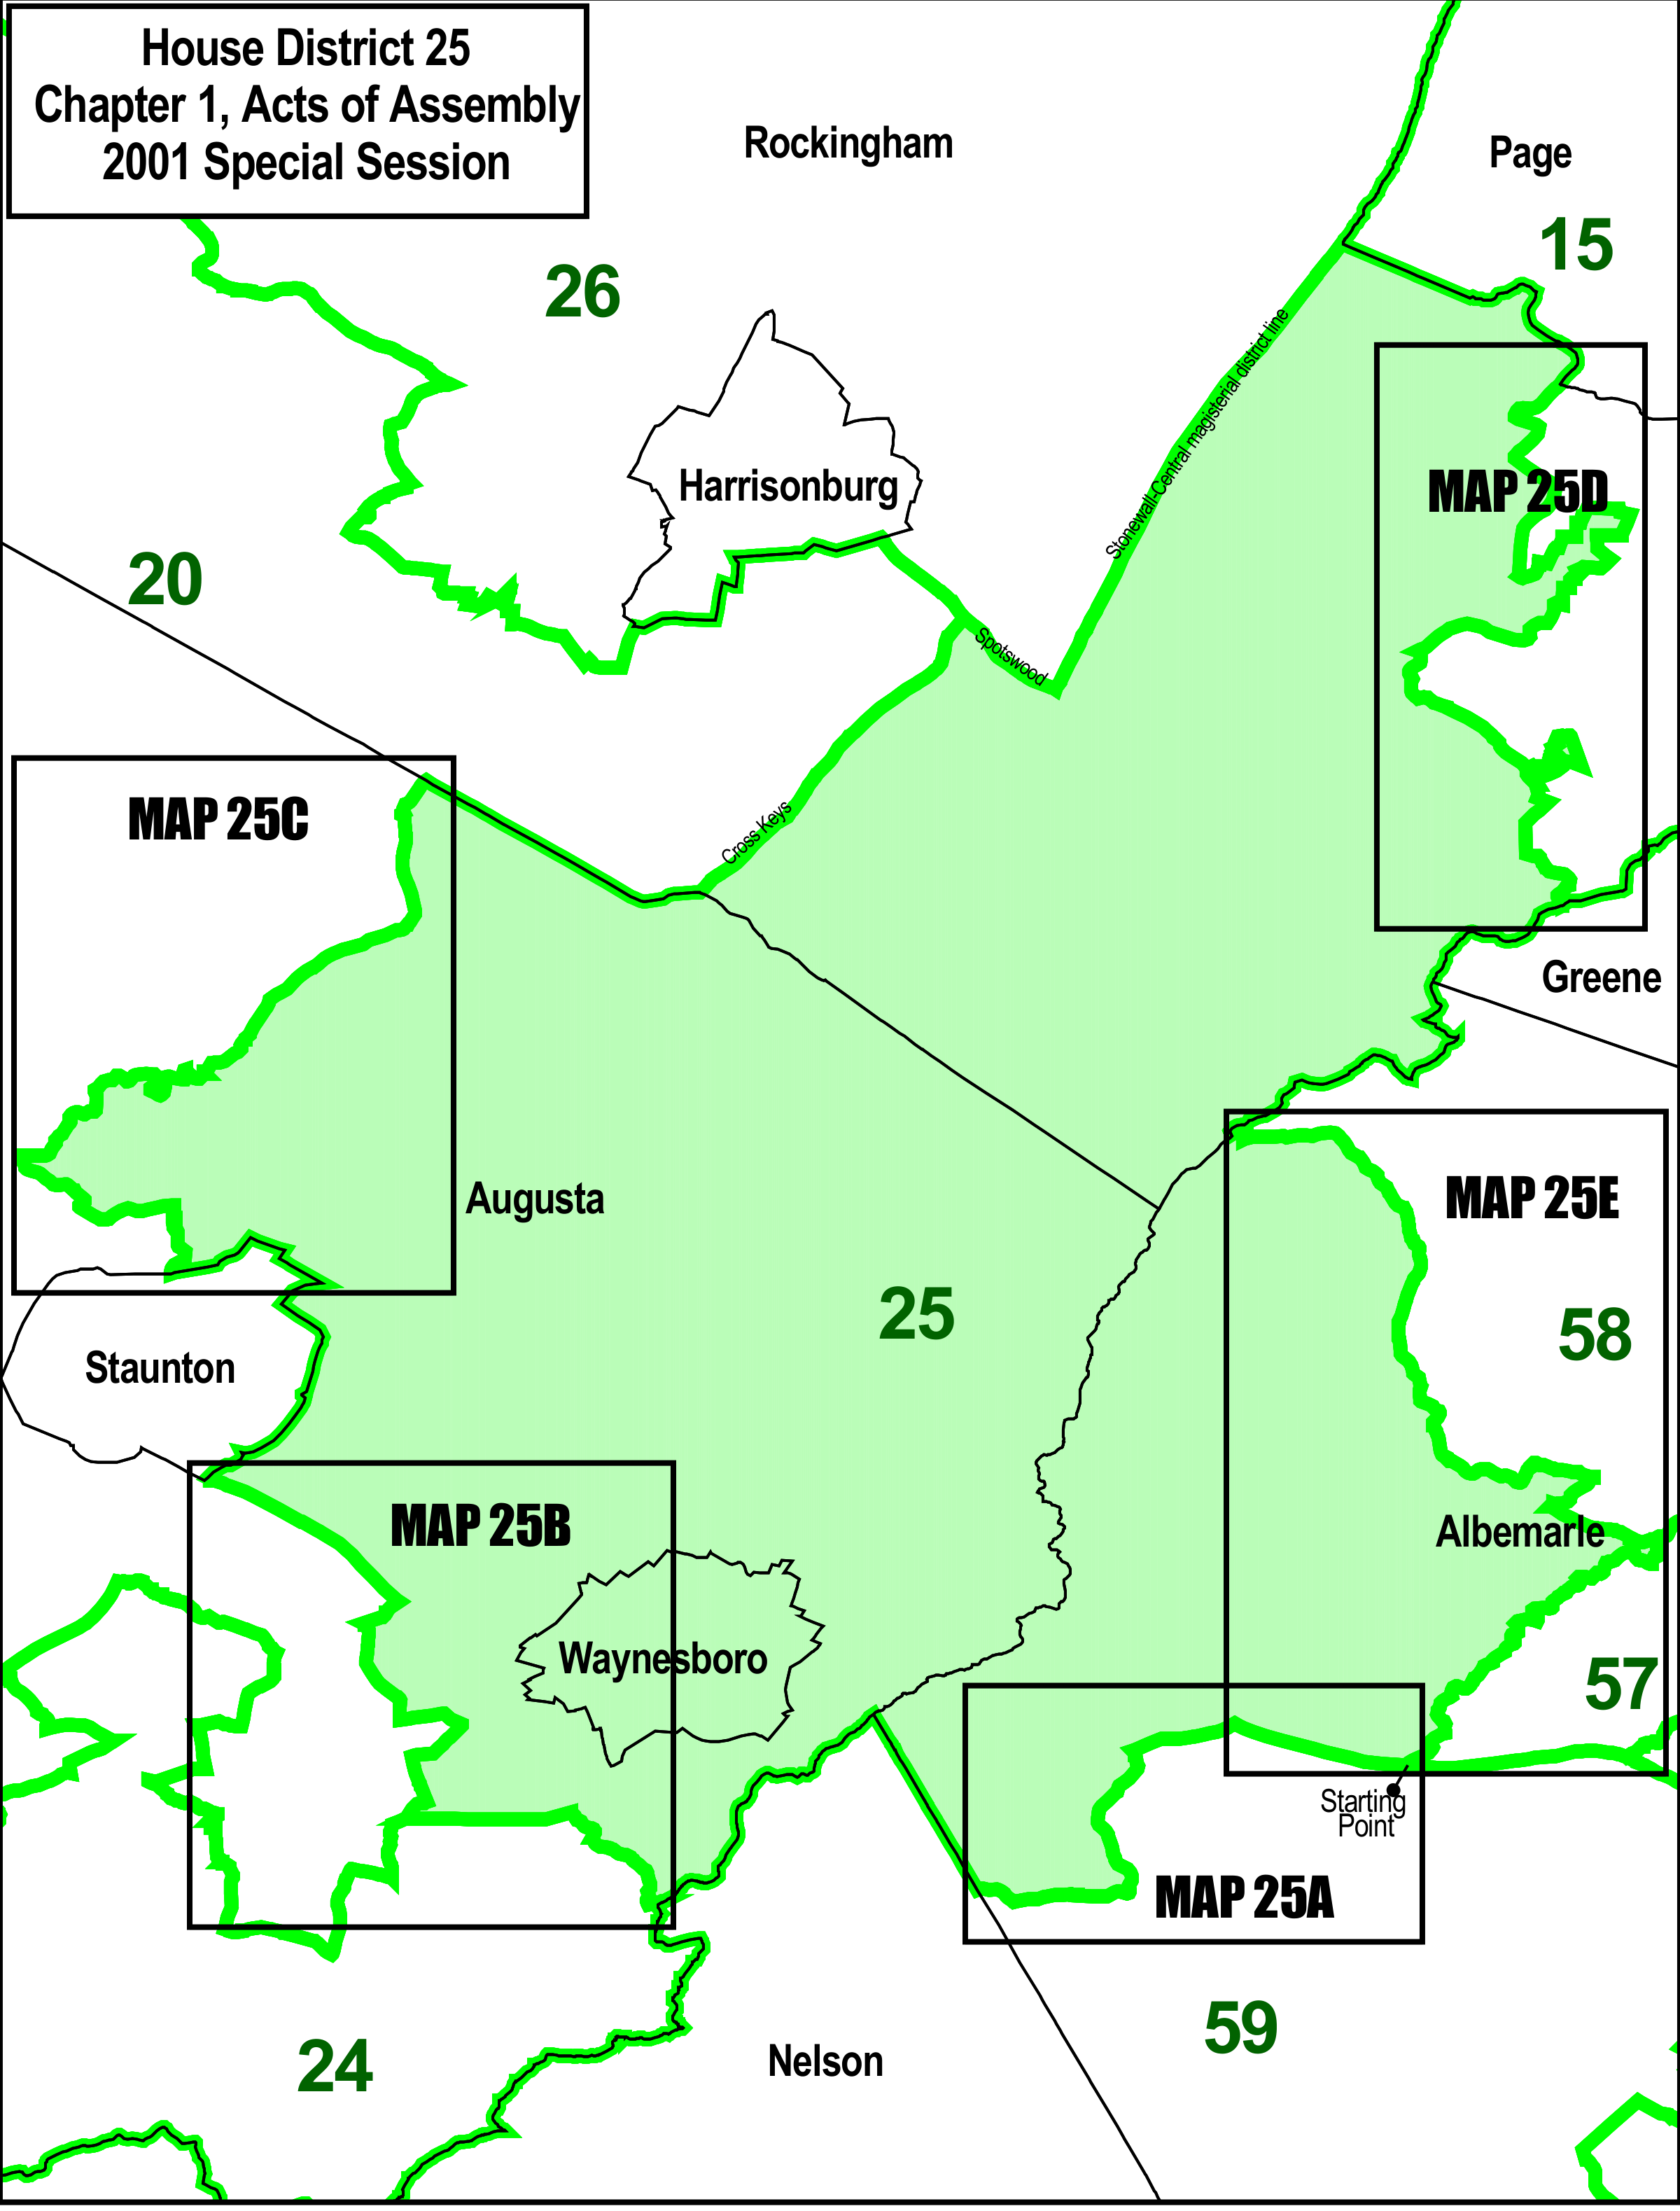 House District 25
Chapter 1, Acts of Assembly
2001 Special Session
Rockingham
Page
15
26
Stonewall-Central magisterial district line
Harrisonburg
MAP 25D
20
Spotswood
MAP 25C
Cross Keys
Greene
Augusta
MAP 25E
25
58
Staunton
MAP 25B
Albemarle
Waynesboro
57
Starting
Point
MAP 25A
59
24
Nelson